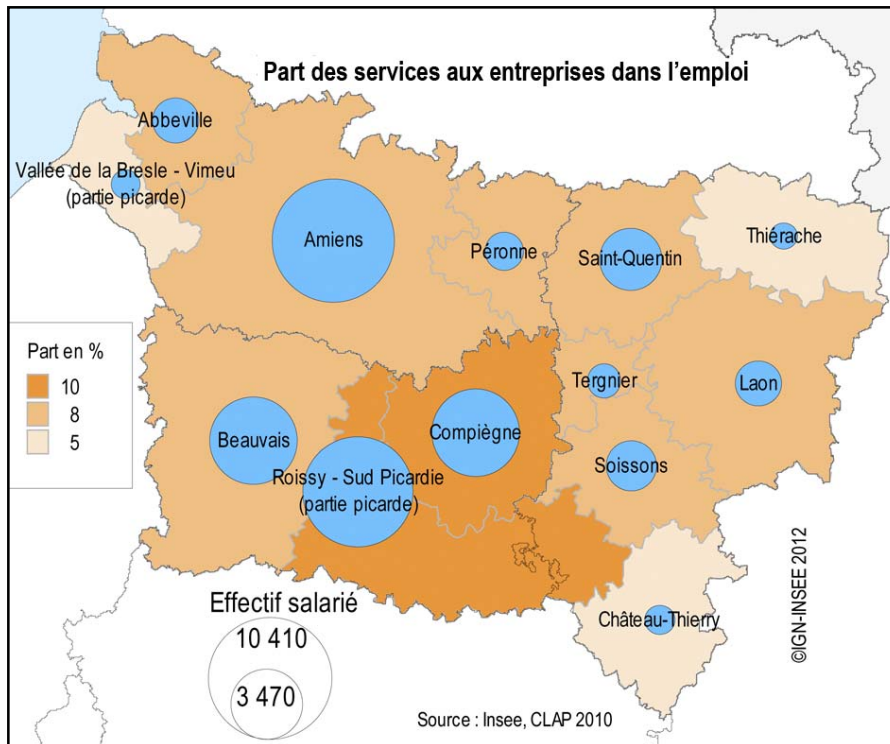 Part des services aux entreprises dans l'emploi
Abbeville
Vallée de la Bresle - Vimeu
(partie picarde)
Amiens
Péronne
Saint-Quentin
Thiérache
Part en %
10
8
5
Tergnier
Laon
Beauvais
Compiègne
Soissons
Roissy - Sud Picardie
(partie picarde)
Château-Thierry
Effectif salarié
10 410
3 470
Source : Insee, CLAP 2010
©IGN-INSEE 2012